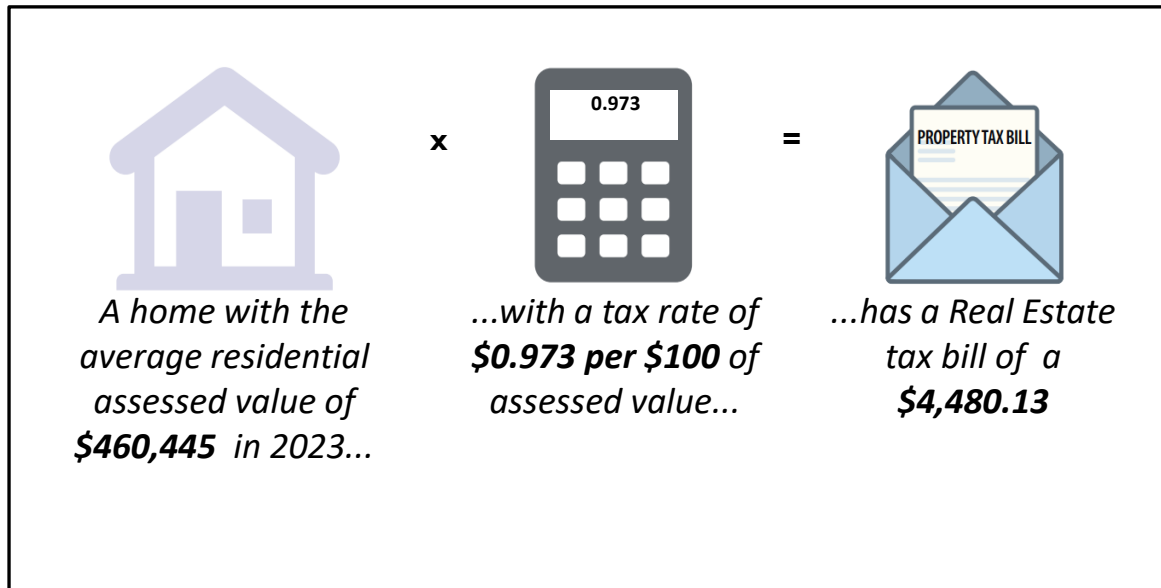 0.973
x
=
PROPERTY TAX BILL
A home with the
average residential
assessed value of
$460,445 in 2023...
...with a tax rate of
$0.973 per $100 of
assessed value...
...has a Real Estate
tax bill of a
$4,480.13